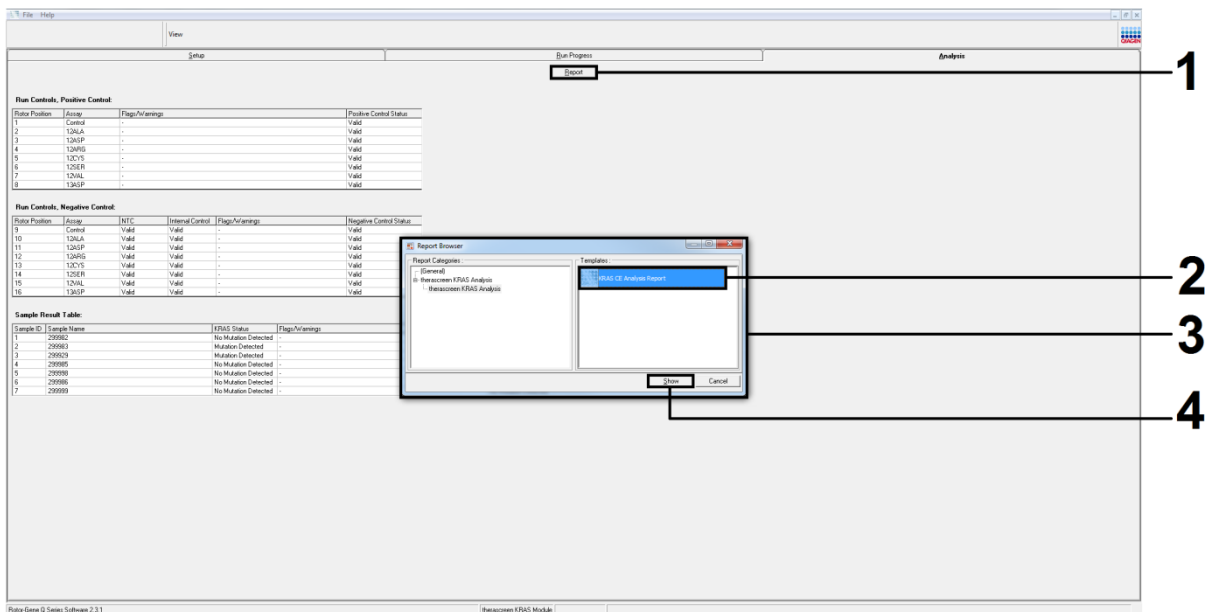 File Help
View
QIAGEN
Setup Run Progress Analysis
Report
1
Run Controls, Positive Control:
Rotor Position Assay Flags/Warnings Positive Control Status
1 Control - Valid
2 12ALA - Valid
3 12ASP - Valid
4 12ARG - Valid
5 12CYS - Valid
6 12SER - Valid
7 12VAL - Valid
8 13ASP - Valid
Run Controls, Negative Control:
Rotor Position Assay NTC Internal Control Flags/Warnings Negative Control Status
9 Control Valid Valid - Valid
10 12ALA Valid Valid - Valid
11 12ASP Valid Valid - Valid
12 12ARG Valid Valid - Valid
13 12CYS Valid Valid - Valid
14 12SER Valid Valid - Valid
15 12VAL Valid Valid - Valid
16 13ASP Valid Valid - Valid
Report Browser
Report Categories : Templates :
(General)
therascreen KRAS Analysis
therascreen KRAS Analysis
KRAS CE Analysis Report
2
3
Show Cancel
4
Sample Result Table:
Sample ID Sample Name KRAS Status Flags/Warnings
1 299982 No Mutation Detected -
2 299983 Mutation Detected -
3 299929 Mutation Detected -
4 299985 No Mutation Detected -
5 299998 No Mutation Detected -
6 299986 No Mutation Detected -
7 299999 No Mutation Detected -
Rotor-Gene Q Series Software 2.3.1 therascreen KRAS Module